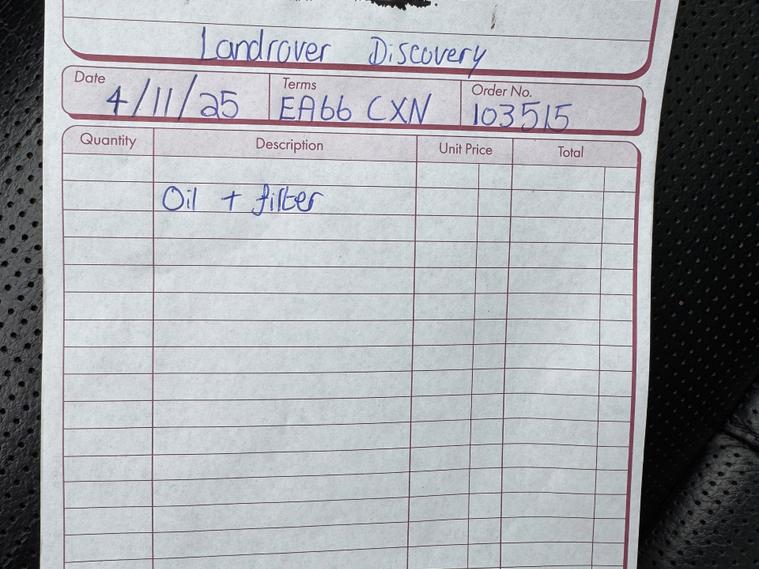 Landrover Discovery
Date Terms Order No.
4/11/25 EA66 CXN 103515
Quantity Description Unit Price Total
Oil + filter